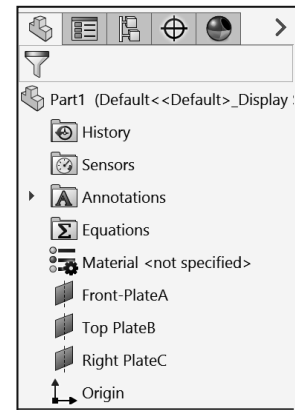 Part1 (Default<<Default>_Display
History
Sensors
Annotations
Equations
Material <not specified>
Front-PlateA
Top PlateB
Right PlateC
Origin